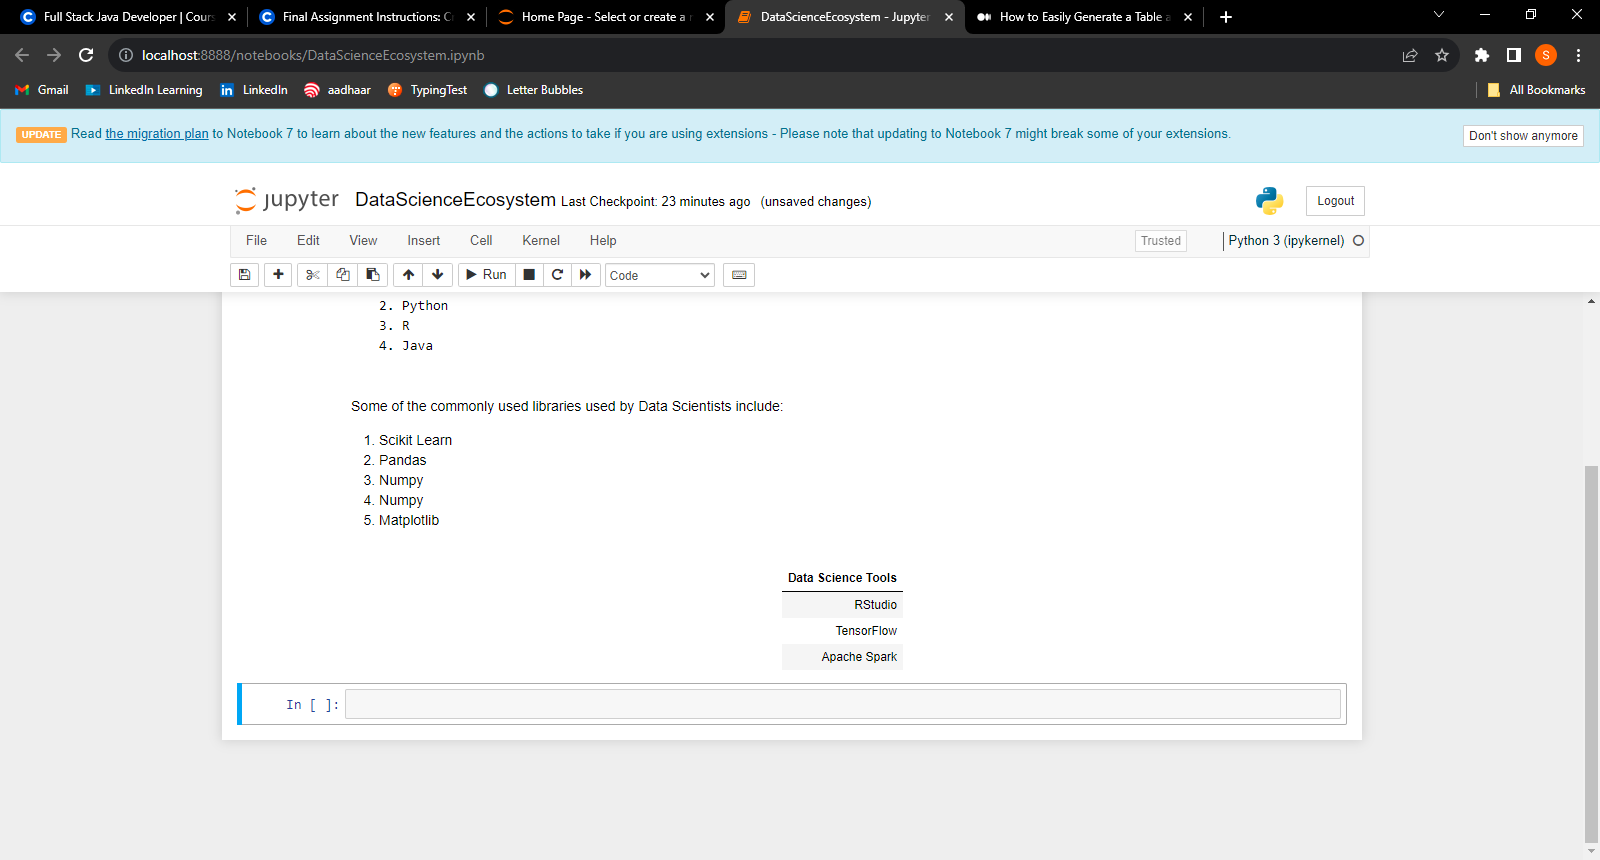 Full Stack Java Developer | Cours
Final Assignment Instructions: C
Home Page - Select or create a n
DataScienceEcosystem - Jupyter
How to Easily Generate a Table a
localhost:8888/notebooks/DataScienceEcosystem.ipynb
S
Gmail
LinkedIn Learning
LinkedIn
aadhaar
TypingTest
Letter Bubbles
All Bookmarks
UPDATE Read the migration plan to Notebook 7 to learn about the new features and the actions to take if you are using extensions - Please note that updating to Notebook 7 might break some of your extensions.
Don't show anymore
jupyter DataScienceEcosystem Last Checkpoint: 23 minutes ago (unsaved changes)
Logout
File Edit View Insert Cell Kernel Help
Trusted
Python 3 (ipykernel)
Run
Code
2. Python
3. R
4. Java
Some of the commonly used libraries used by Data Scientists include:
1. Scikit Learn
2. Pandas
3. Numpy
4. Numpy
5. Matplotlib
Data Science Tools
RStudio
TensorFlow
Apache Spark
In [ ]: